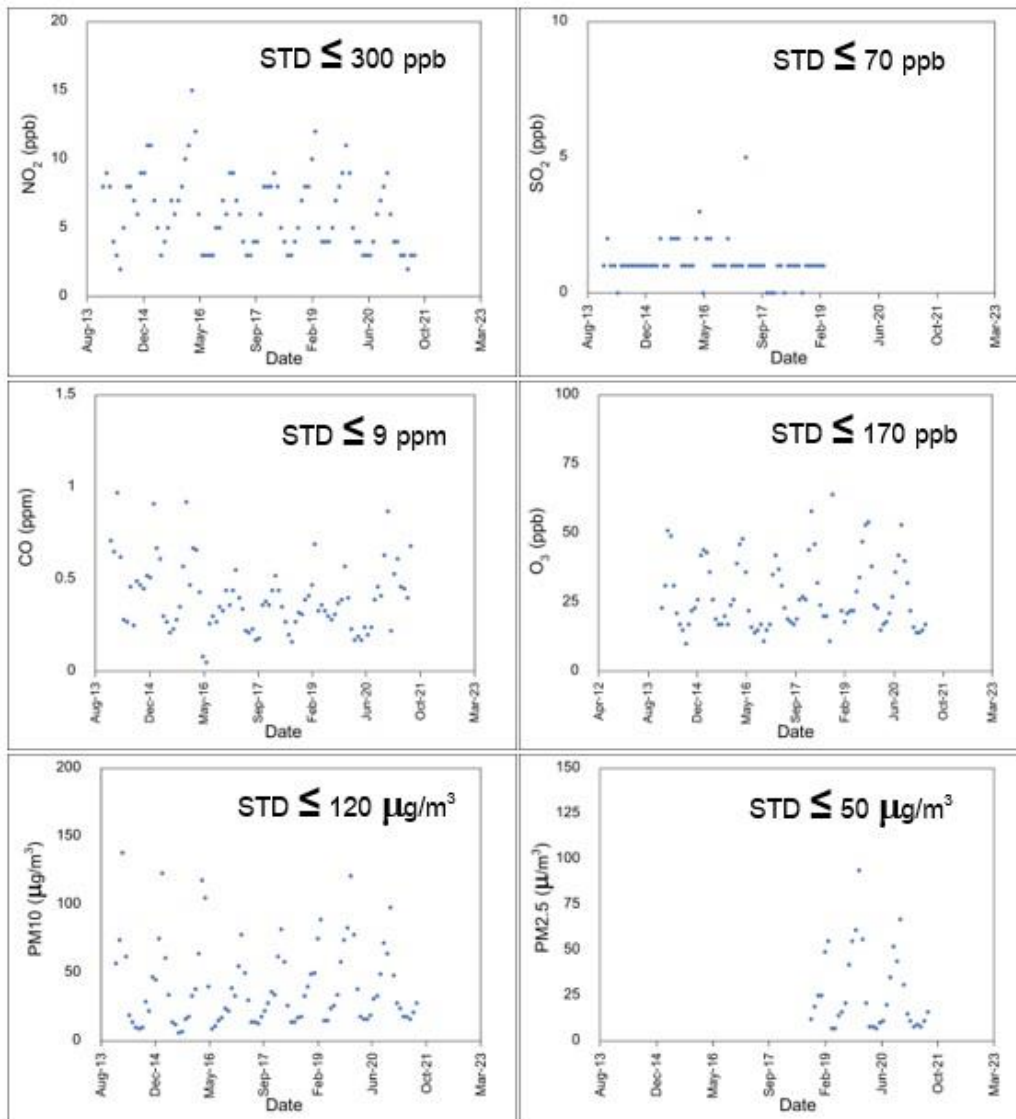 STD ≤ 300 ppb
NO₂ (ppb)
20
15
10
5
0
Aug-13
Dec-14
May-16
Sep-17
Feb-19
Jun-20
Oct-21
Mar-23
Date
STD ≤ 70 ppb
SO₂ (ppb)
10
5
0
Aug-13
Dec-14
May-16
Sep-17
Feb-19
Jun-20
Oct-21
Mar-23
Date
STD ≤ 9 ppm
CO (ppm)
1.5
1
0.5
0
Aug-13
Dec-14
May-16
Sep-17
Feb-19
Jun-20
Oct-21
Mar-23
Date
STD ≤ 170 ppb
O₃ (ppb)
100
75
50
25
0
Apr-12
Aug-13
Dec-14
May-16
Sep-17
Feb-19
Jun-20
Oct-21
Mar-23
Date
STD ≤ 120 µg/m³
PM10 (µg/m³)
200
150
100
50
0
Aug-13
Dec-14
May-16
Sep-17
Feb-19
Jun-20
Oct-21
Mar-23
Date
STD ≤ 50 µg/m³
PM2.5 (µ/m³)
150
125
100
75
50
25
0
Aug-13
Dec-14
May-16
Sep-17
Feb-19
Jun-20
Oct-21
Mar-23
Date